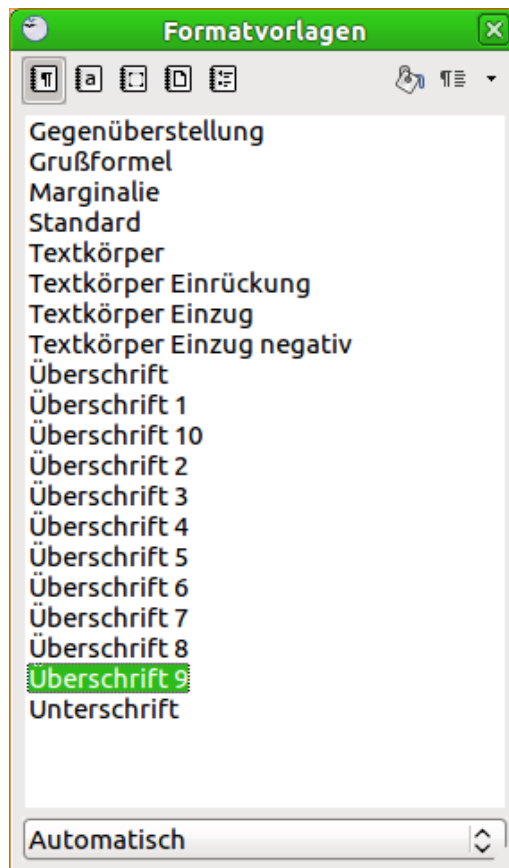 Formatvorlagen
Gegenüberstellung
Grußformel
Marginalie
Standard
Textkörper
Textkörper Einrückung
Textkörper Einzug
Textkörper Einzug negativ
Überschrift
Überschrift 1
Überschrift 10
Überschrift 2
Überschrift 3
Überschrift 4
Überschrift 5
Überschrift 6
Überschrift 7
Überschrift 8
Überschrift 9
Unterschrift
Automatisch